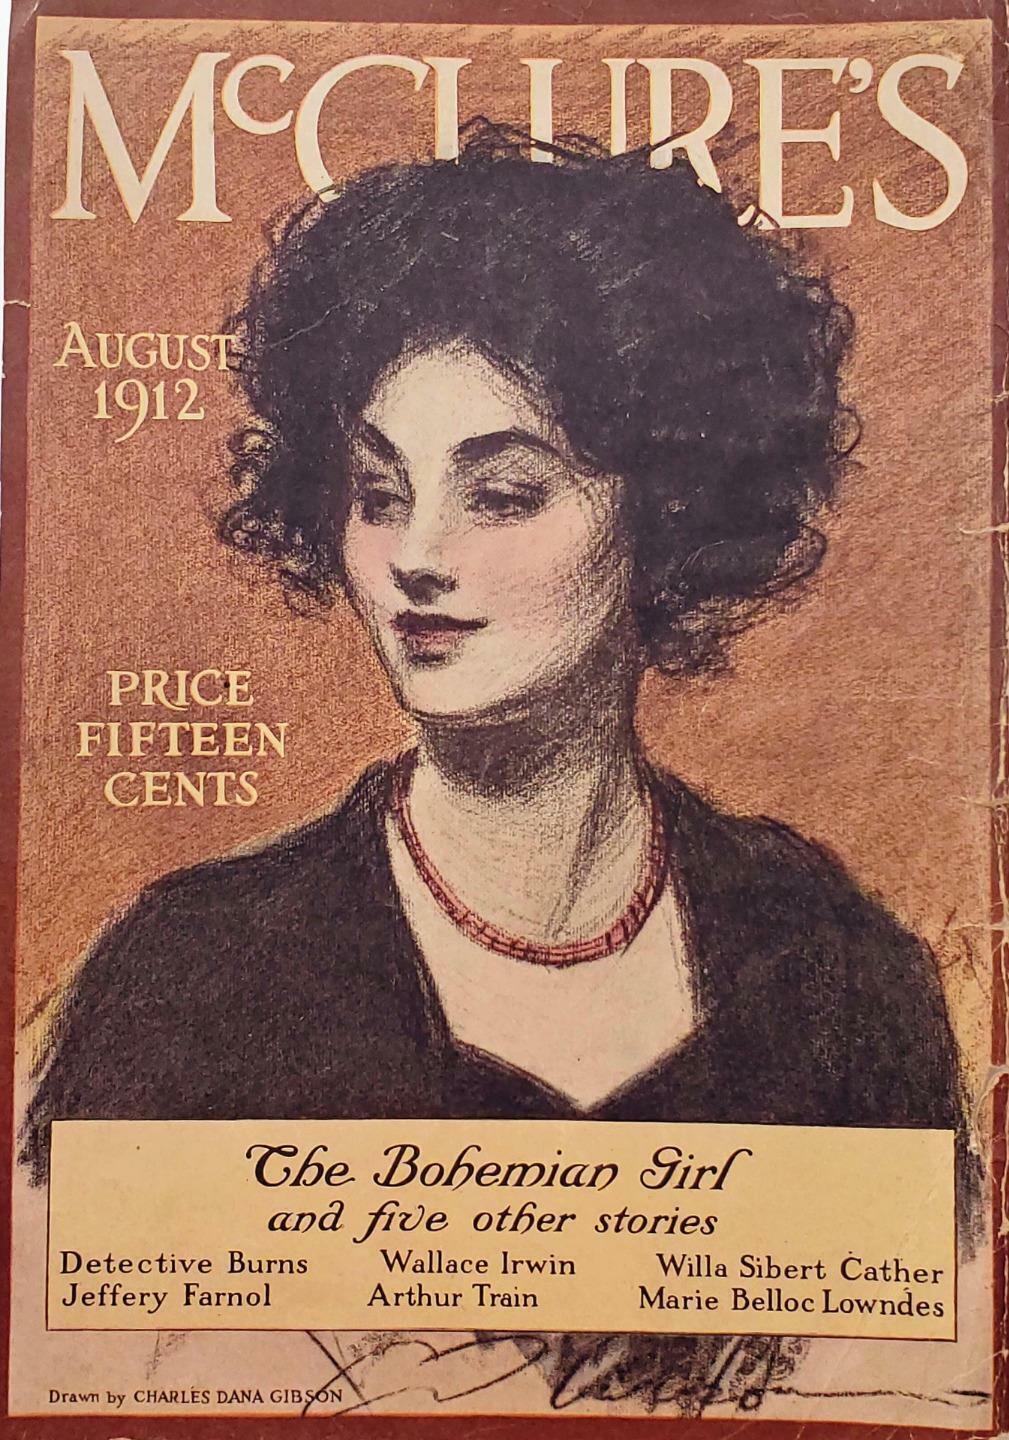 McCLURE'S
AUGUST
1912
PRICE
FIFTEEN
CENTS
The Bohemian Girl
and five other stories
Detective Burns Wallace Irwin Willa Sibert Cather
Jeffery Farnol Arthur Train Marie Belloc Lowndes
Drawn by CHARLES DANA GIBSON